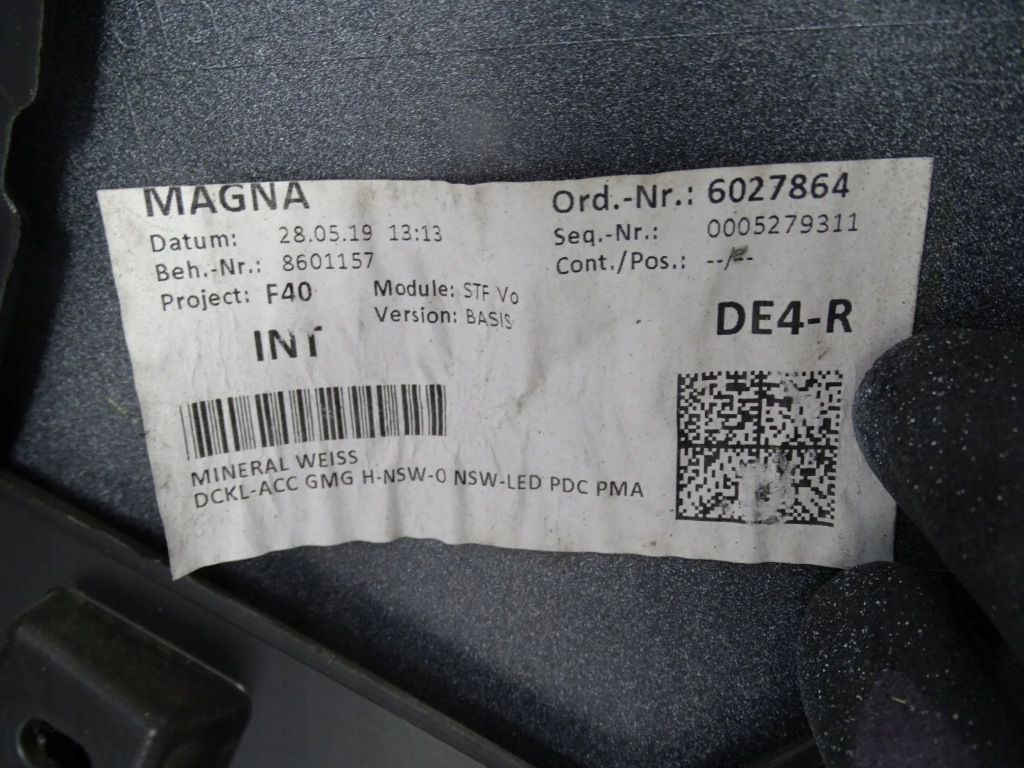 MAGNA
Datum: 28.05.19 13:13
Beh.-Nr.: 8601157
Project: F40
Module: STF Vo
Version: BASIS
INT
Ord.-Nr.: 6027864
Seq.-Nr.: 0005279311
Cont./Pos.: --/--
DE4-R
MINERAL WEISS
DCKL-ACC GMG H-NSW-0 NSW-LED PDC PMA